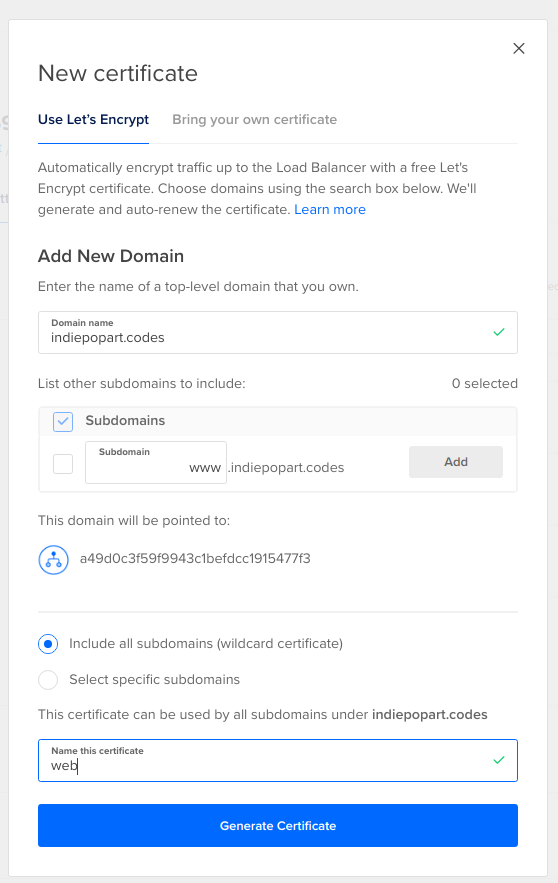 New certificate
Use Let's Encrypt Bring your own certificate
Automatically encrypt traffic up to the Load Balancer with a free Let's
Encrypt certificate. Choose domains using the search box below. We'll
generate and auto-renew the certificate. Learn more
Add New Domain
Enter the name of a top-level domain that you own.
Domain name
indiepopart.codes
List other subdomains to include: 0 selected
Subdomains
Subdomain
www .indiepopart.codes Add
This domain will be pointed to:
a49d0c3f59f9943c1befdcc1915477f3
Include all subdomains (wildcard certificate)
Select specific subdomains
This certificate can be used by all subdomains under indiepopart.codes
Name this certificate
web
Generate Certificate